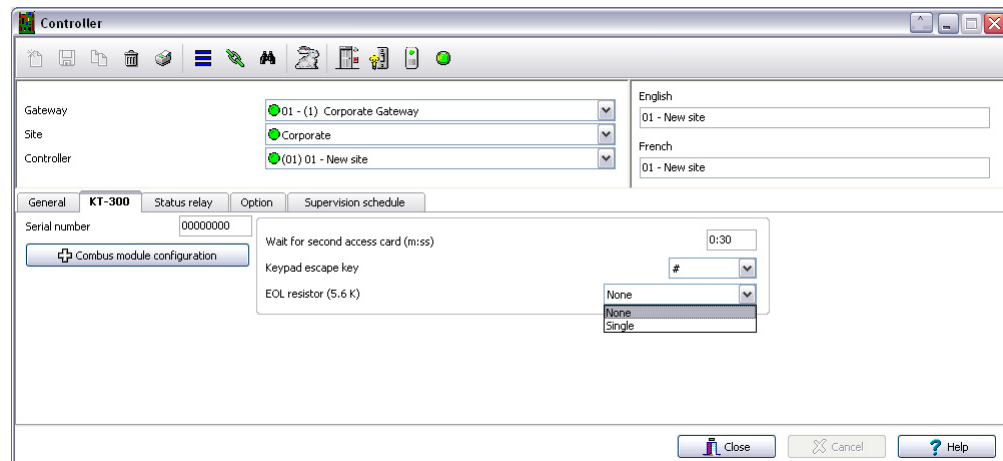 Controller
Gateway
01 - (1) Corporate Gateway
Site
Corporate
Controller
(01) 01 - New site
English
01 - New site
French
01 - New site
General KT-300 Status relay Option Supervision schedule
Serial number 00000000
Combus module configuration
Wait for second access card (m:ss) 0:30
Keypad escape key #
EOL resistor (5.6 K) None
None
Single
Close Cancel Help